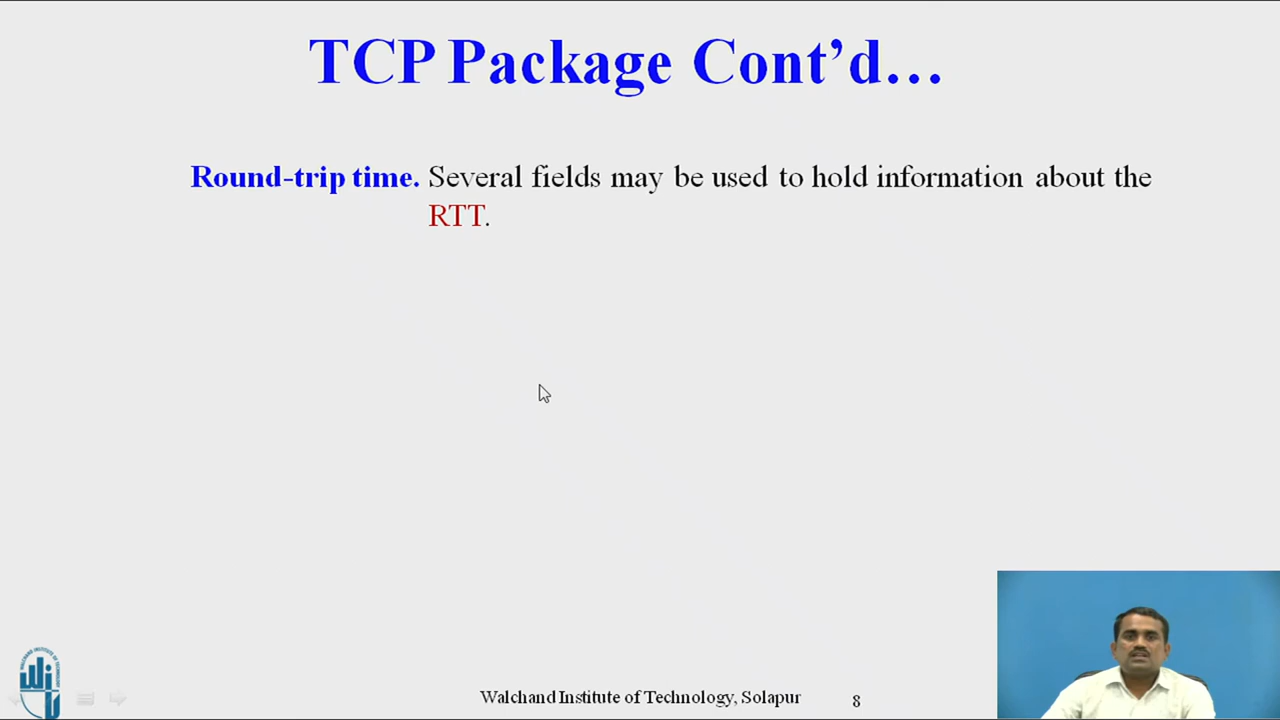 TCP Package Cont’d…
Round-trip time. Several fields may be used to hold information about the
RTT.
Walchand Institute of Technology, Solapur 8